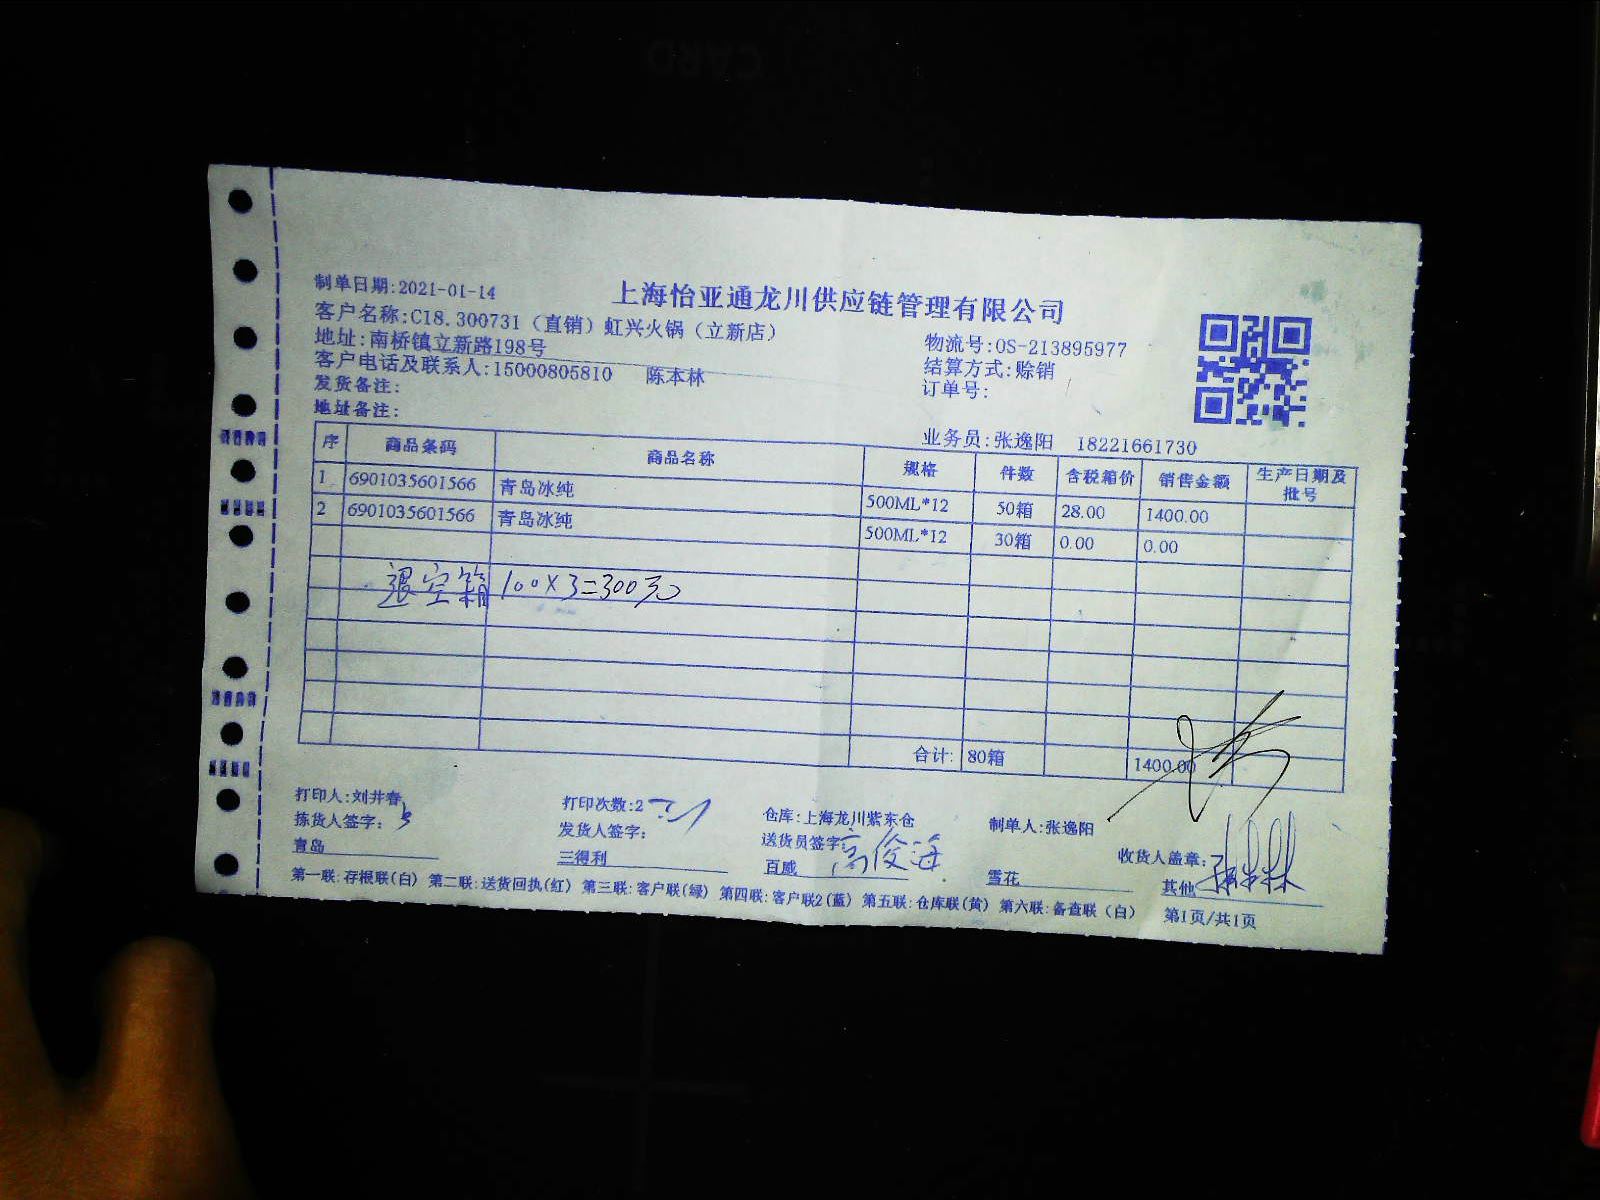 制单日期:2021-01-14
上海怡亚通龙川供应链管理有限公司
客户名称:C18.300731（直销）虹兴火锅（立新店）
地址:南桥镇立新路198号
物流号:OS-213895977
客户电话及联系人:15000805810 陈本林
结算方式:赊销
发货备注:
订单号:
地址备注:
业务员:张逸阳 18221661730
序 商品条码 商品名称 规格 件数 含税箱价 销售金额 生产日期及批号
1 6901035601566 青岛冰纯 500ML*12 50箱 28.00 1400.00
2 6901035601566 青岛冰纯 500ML*12 30箱 0.00 0.00
退空箱 100×3=300元
合计: 80箱 1400.00
打印人:刘井春 打印次数:2 仓库:上海龙川紫东仓 制单人:张逸阳
拣货人签字: 发货人签字: 送货员签字: 高俊海 收货人盖章:
青岛 三得利 百威 雪花 其他
第一联:存根联(白) 第二联:送货回执(红) 第三联:客户联(绿) 第四联:客户联2(蓝) 第五联:仓库联(黄) 第六联:备查联（白） 第1页/共1页